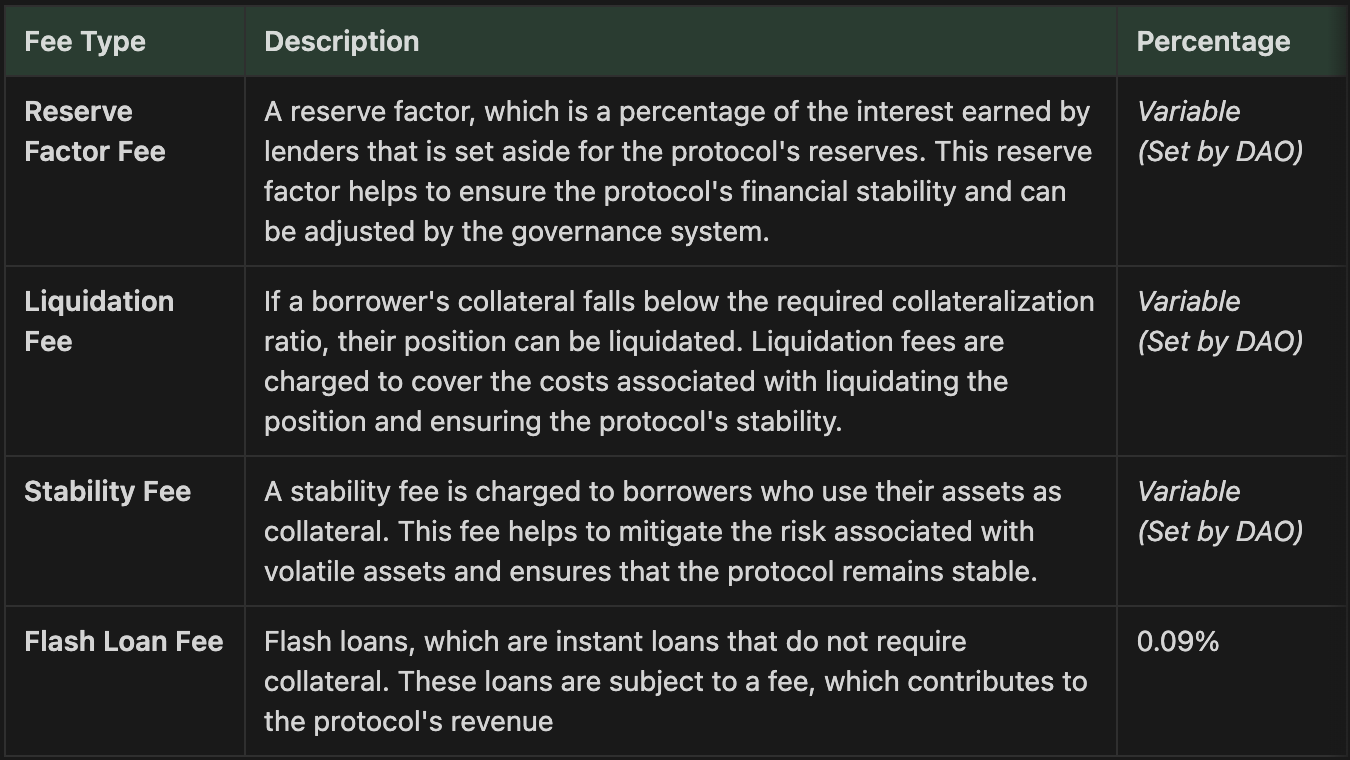 Fee Type
Description
Percentage
Reserve
Factor Fee
A reserve factor, which is a percentage of the interest earned by
lenders that is set aside for the protocol's reserves. This reserve
factor helps to ensure the protocol's financial stability and can
be adjusted by the governance system.
Variable
(Set by DAO)
Liquidation
Fee
If a borrower's collateral falls below the required collateralization
ratio, their position can be liquidated. Liquidation fees are
charged to cover the costs associated with liquidating the
position and ensuring the protocol's stability.
Variable
(Set by DAO)
Stability Fee
A stability fee is charged to borrowers who use their assets as
collateral. This fee helps to mitigate the risk associated with
volatile assets and ensures that the protocol remains stable.
Variable
(Set by DAO)
Flash Loan Fee
Flash loans, which are instant loans that do not require
collateral. These loans are subject to a fee, which contributes to
the protocol's revenue
0.09%